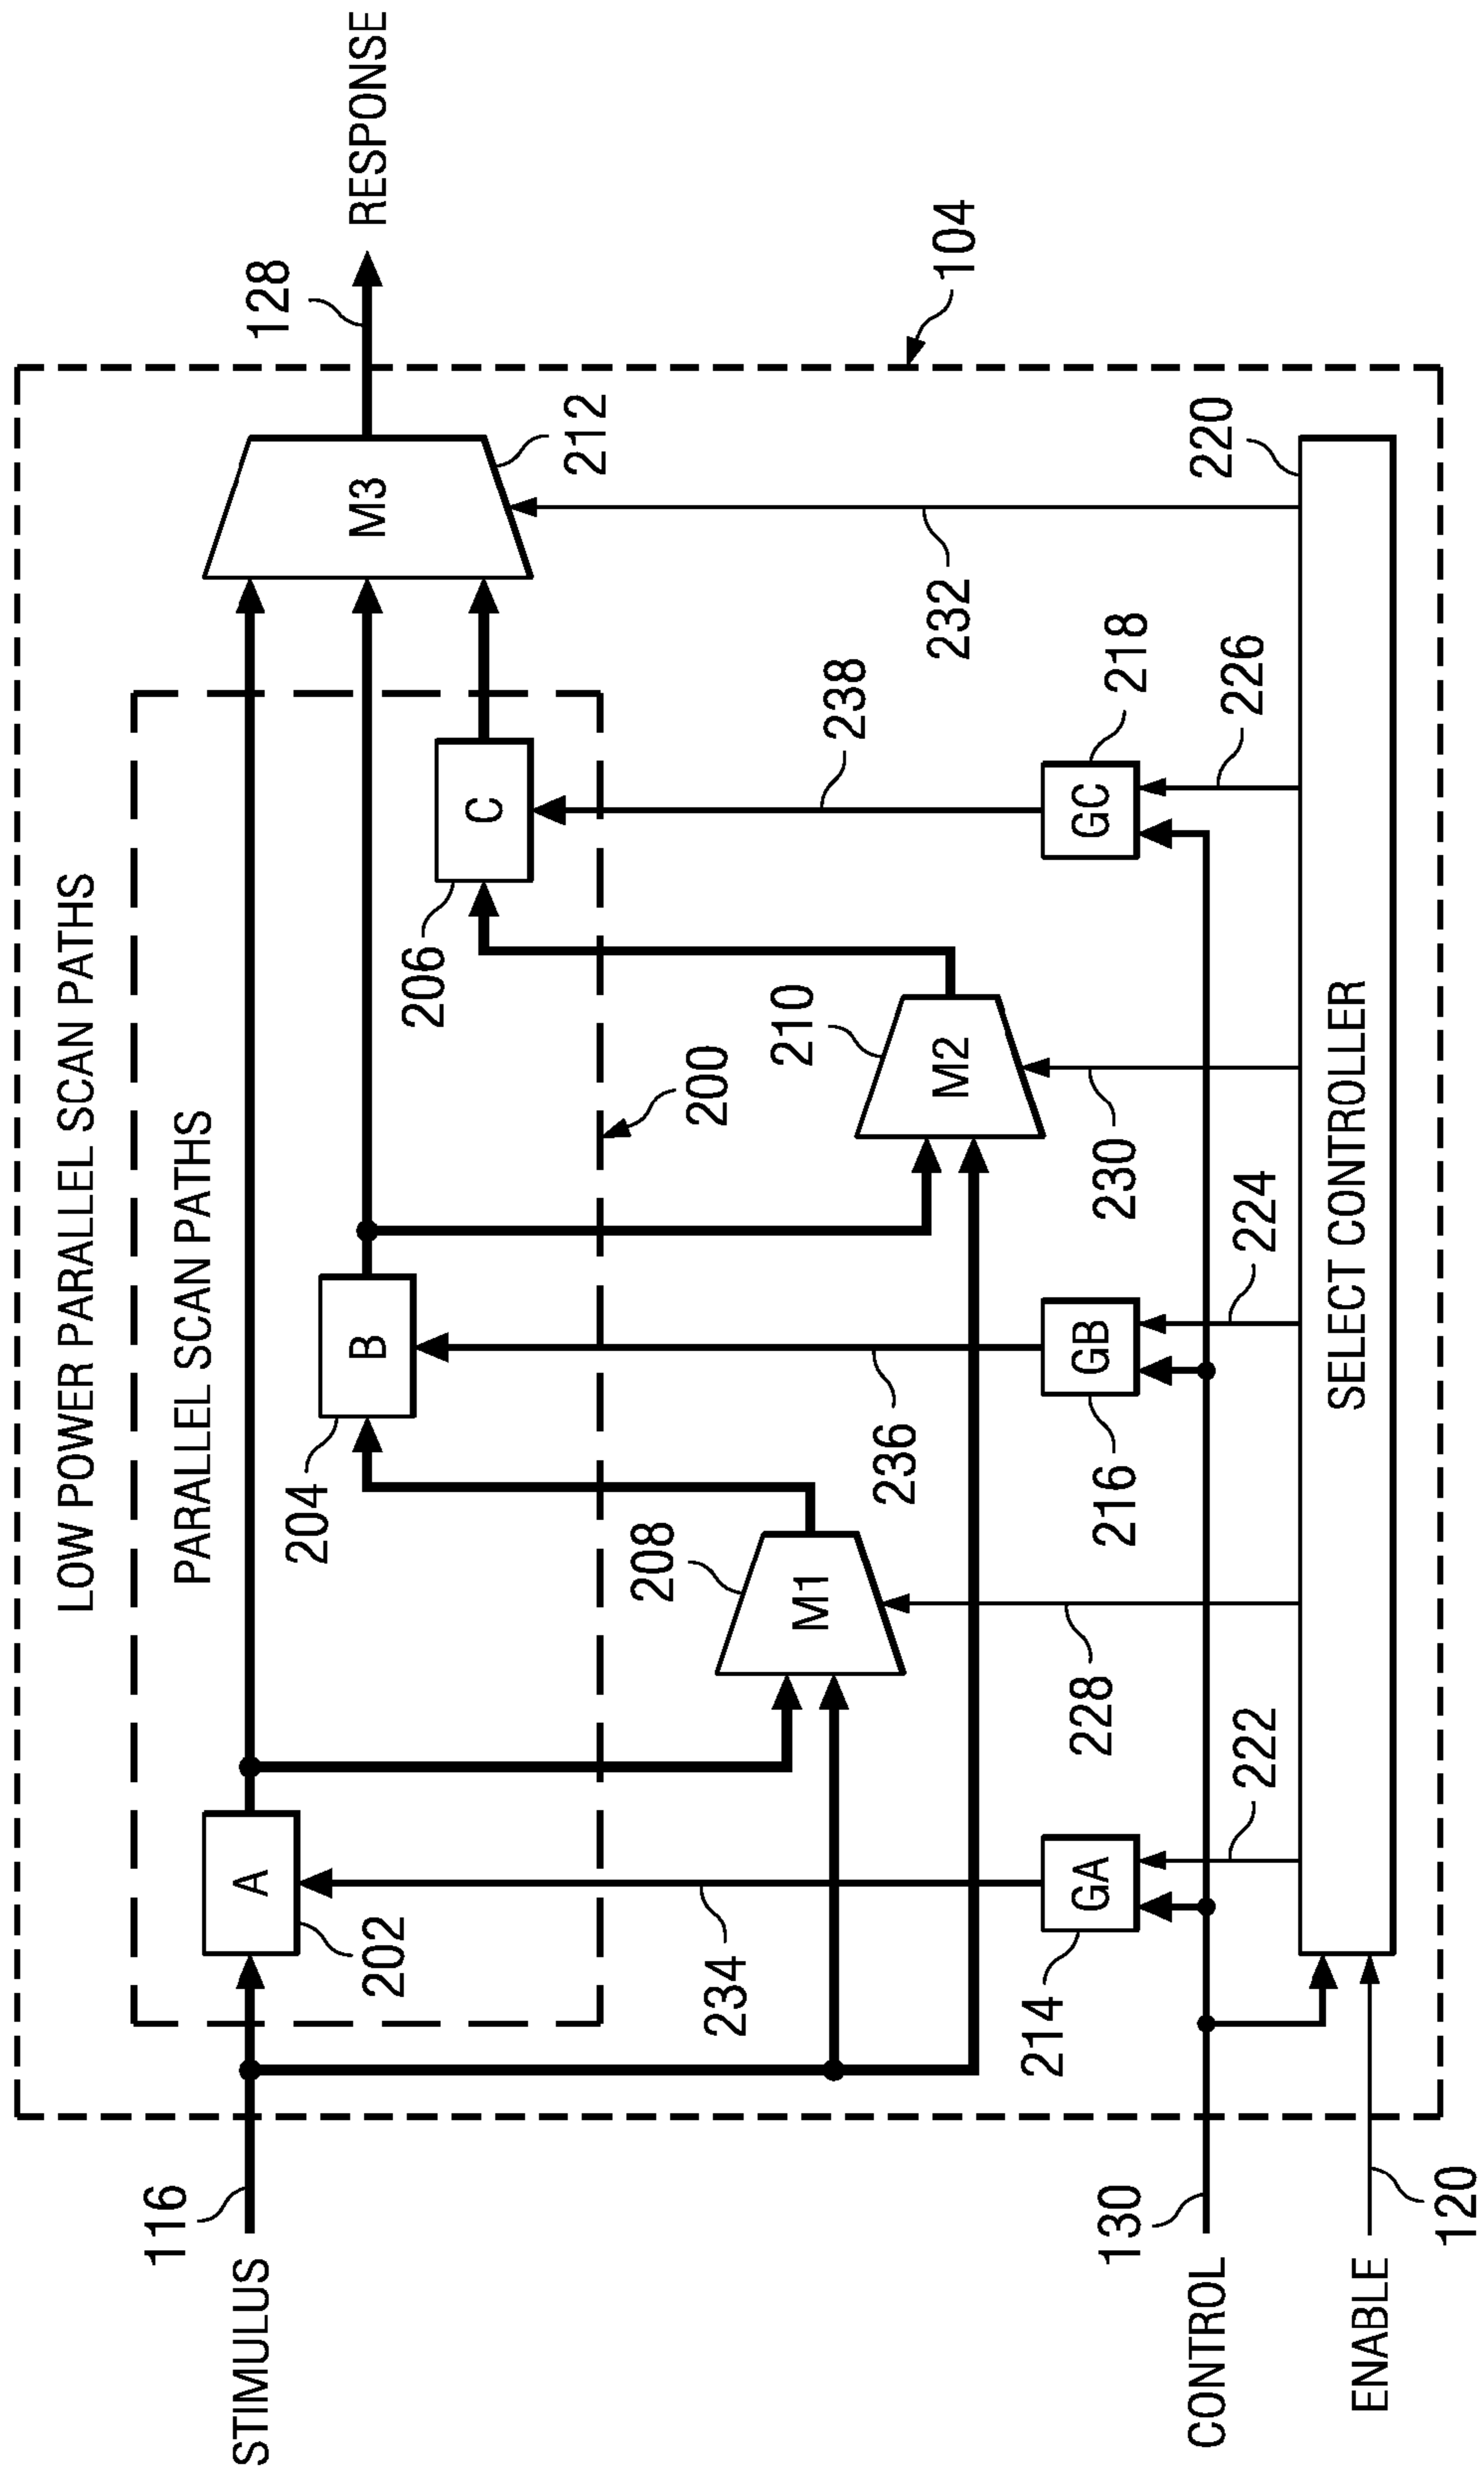 LOW POWER PARALLEL SCAN PATHS
PARALLEL SCAN PATHS
STIMULUS
116
A
202
204
B
206
C
M3
212
128
RESPONSE
104
200
208
M1
210
M2
234
236
238
232
214
GA
216
GB
GC
218
228
230
222
224
226
220
SELECT CONTROLLER
CONTROL
130
ENABLE
120